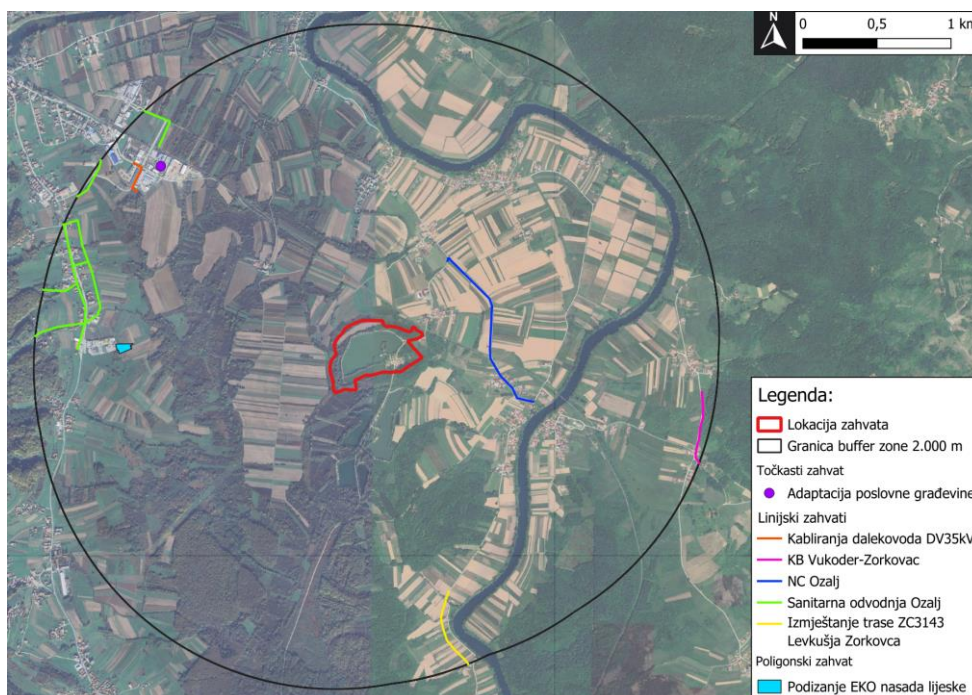 N
0 0,5 1 km
Legenda:
Lokacija zahvata
Granica buffer zone 2.000 m
Točkasti zahvat
Adaptacija poslovne građevine
Linijski zahvati
Kabliranja dalekovoda DV35kV
KB Vukoder-Zorkovac
NC Ozalj
Sanitarna odvodnja Ozalj
Izmještanje trase ZC3143
Levkušja Zorkovca
Poligonski zahvat
Podizanje EKO nasada lijeske